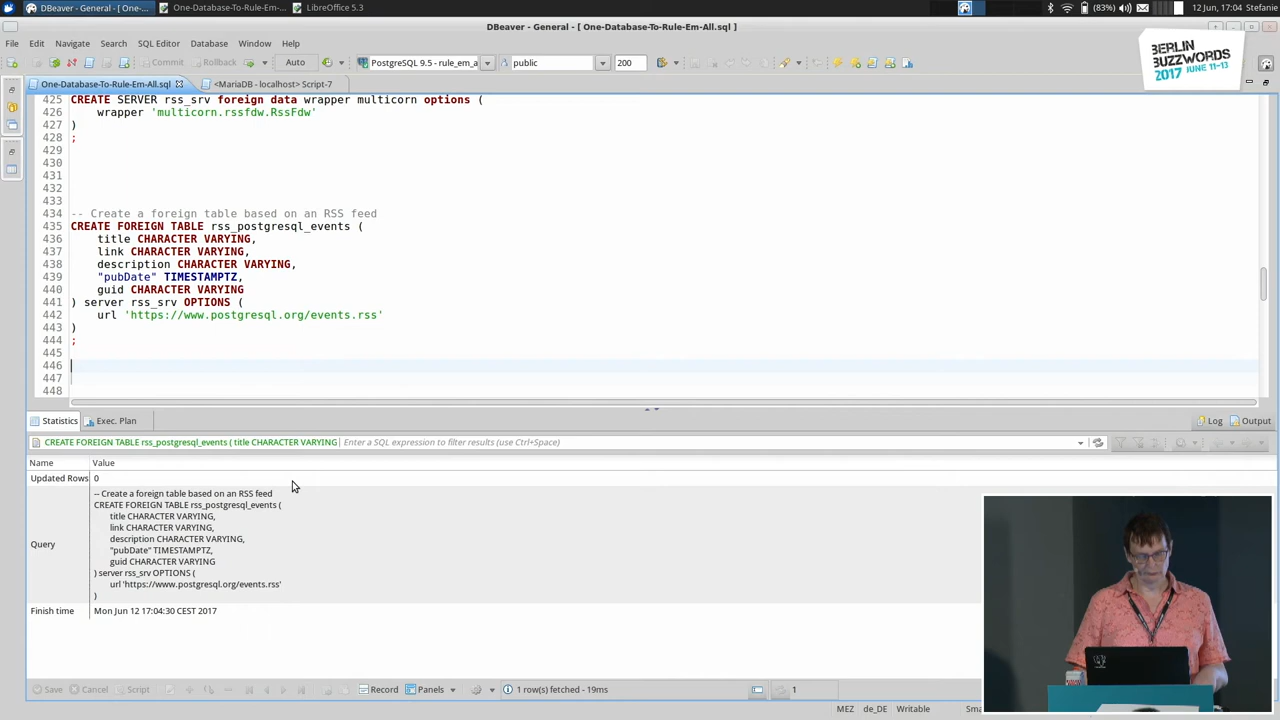 DBeaver - General - [ One-...
One-Database-To-Rule-Em-...
LibreOffice 5.3
(83%)
12 Jun, 17:04
Stefanie
DBeaver - General - [ One-Database-To-Rule-Em-All.sql ]
File Edit Navigate Search SQL Editor Database Window Help
Commit Rollback Auto PostgreSQL 9.5 - rule_em_a public 200
BERLIN
BUZZWORDS
2017 JUNE 11-13
One-Database-To-Rule-Em-All.sql
<MariaDB - localhost> Script-7
425 CREATE SERVER rss_srv foreign data wrapper multicorn options (
426 wrapper 'multicorn.rssfdw.RssFdw'
427 )
428 ;
429
430
431
432
433
434 -- Create a foreign table based on an RSS feed
435 CREATE FOREIGN TABLE rss_postgresql_events (
436 title CHARACTER VARYING,
437 link CHARACTER VARYING,
438 description CHARACTER VARYING,
439 "pubDate" TIMESTAMPTZ,
440 guid CHARACTER VARYING
441 ) server rss_srv OPTIONS (
442 url 'https://www.postgresql.org/events.rss'
443 )
444 ;
445
446
447
448
Statistics Exec. Plan Log Output
CREATE FOREIGN TABLE rss_postgresql_events ( title CHARACTER VARYING Enter a SQL expression to filter results (use Ctrl+Space)
Name Value
Updated Rows 0
Query
-- Create a foreign table based on an RSS feed
CREATE FOREIGN TABLE rss_postgresql_events (
title CHARACTER VARYING,
link CHARACTER VARYING,
description CHARACTER VARYING,
"pubDate" TIMESTAMPTZ,
guid CHARACTER VARYING
) server rss_srv OPTIONS (
url 'https://www.postgresql.org/events.rss'
)
Finish time Mon Jun 12 17:04:30 CEST 2017
Save Cancel Script Record Panels 1 row(s) fetched - 19ms 1
MEZ de_DE Writable Sma